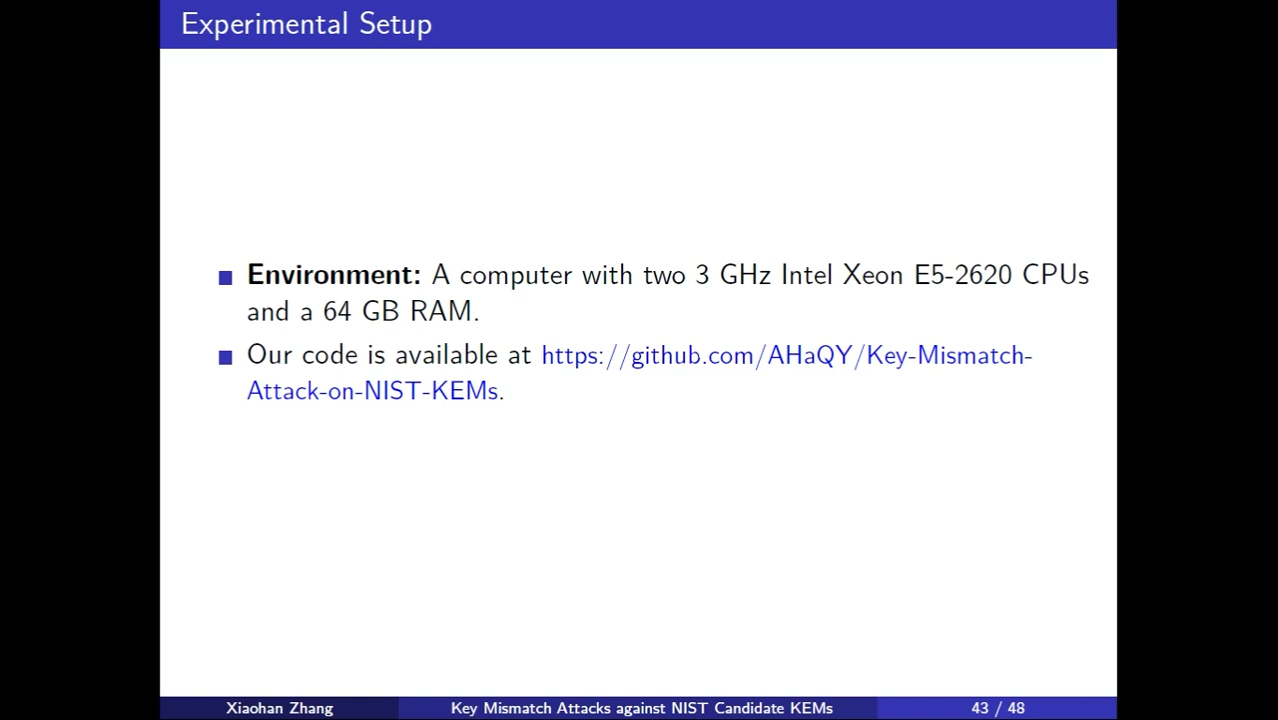 Experimental Setup
Environment: A computer with two 3 GHz Intel Xeon E5-2620 CPUs
and a 64 GB RAM.
Our code is available at https://github.com/AHaQY/Key-Mismatch-
Attack-on-NIST-KEMs.
Xiaohan Zhang
Key Mismatch Attacks against NIST Candidate KEMs
43 / 48